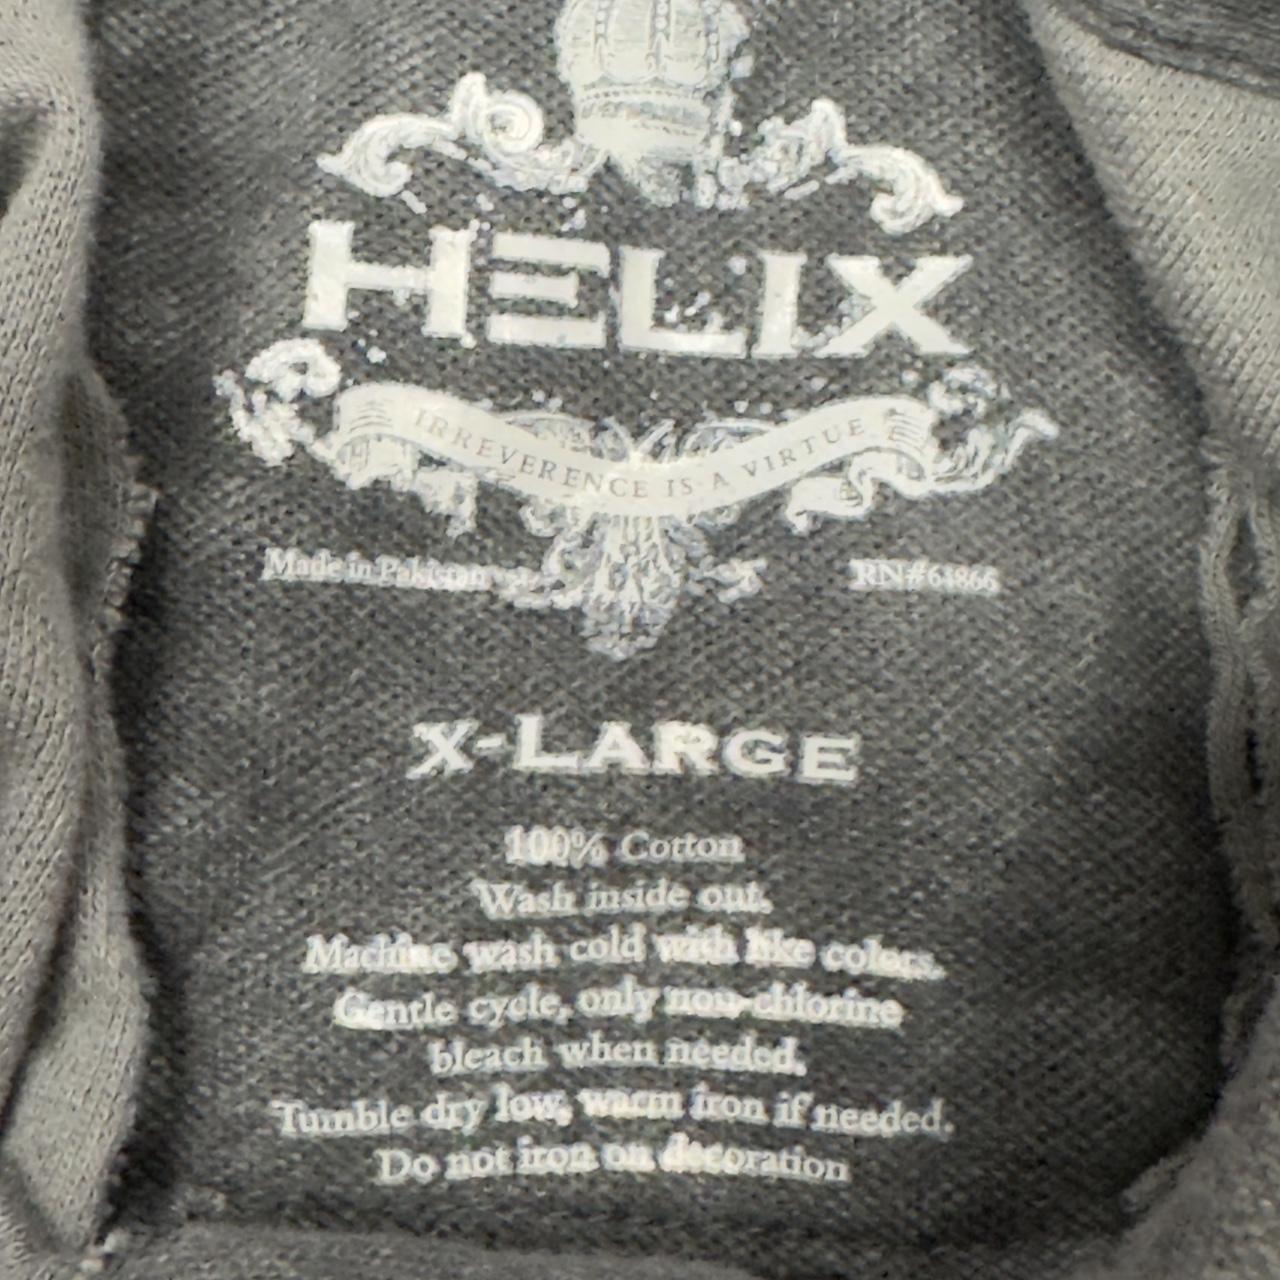 HELIX
IRREVERENCE IS A VIRTUE
Made in Pakistan
RN#61866
X-LARGE
100% Cotton
Wash inside out.
Machine wash cold with like colors.
Gentle cycle, only non-chlorine
bleach when needed.
Tumble dry low, warm iron if needed.
Do not iron on decoration